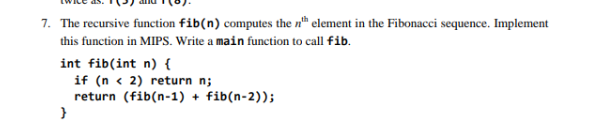 7. The recursive function fib(n) computes the nth element in the Fibonacci sequence. Implement
this function in MIPS. Write a main function to call fib.
int fib(int n) {
if (n < 2) return n;
return (fib(n-1) + fib(n-2));
}